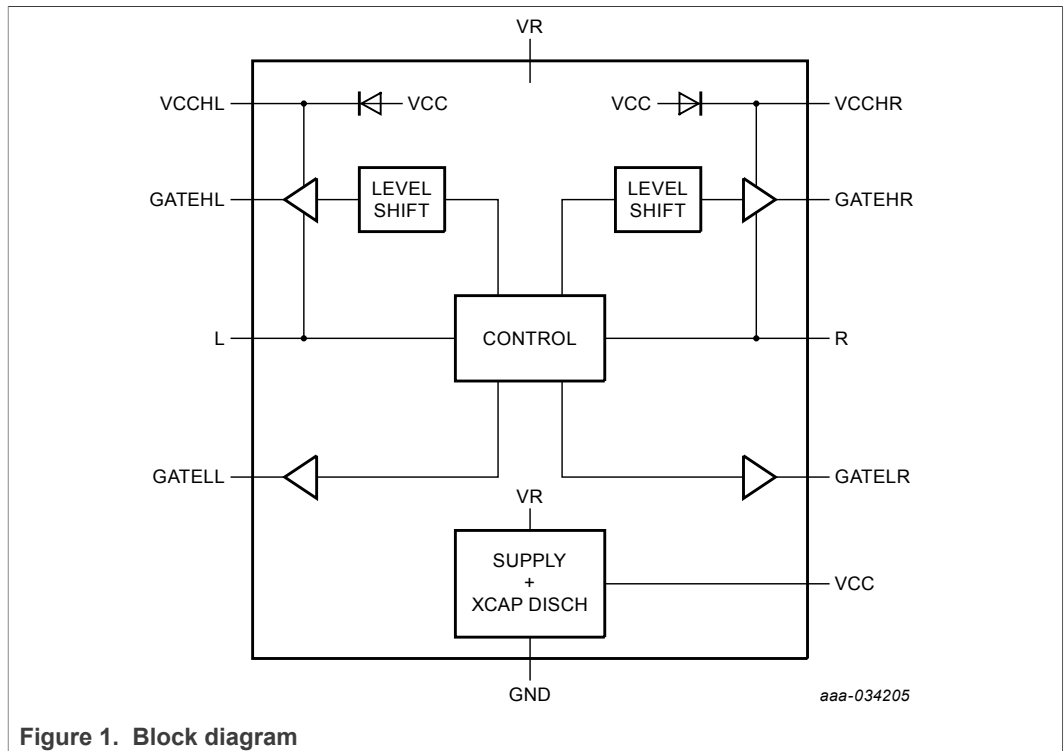 VR
VCCHL
VCC
VCC
VCCHR
GATEHL
LEVEL
SHIFT
LEVEL
SHIFT
GATEHR
L
CONTROL
R
GATELL
GATELR
VR
SUPPLY
+
XCAP DISCH
VCC
GND
aaa-034205
Figure 1. Block diagram